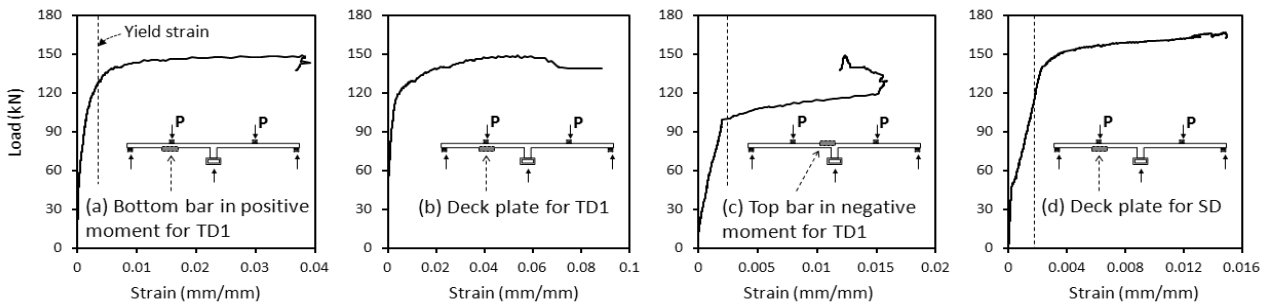 180
150
120
90
60
30
0
Load (kN)
Yield strain
P
P
(a) Bottom bar in positive
moment for TD1
0
0.01
0.02
0.03
0.04
Strain (mm/mm)
180
150
120
90
60
30
0
P
P
(b) Deck plate for TD1
0
0.02
0.04
0.06
0.08
0.1
Strain (mm/mm)
180
150
120
90
60
30
0
P
P
(c) Top bar in negative
moment for TD1
0
0.005
0.01
0.015
0.02
Strain (mm/mm)
180
150
120
90
60
30
0
P
P
(d) Deck plate for SD
0
0.004
0.008
0.012
0.016
Strain (mm/mm)